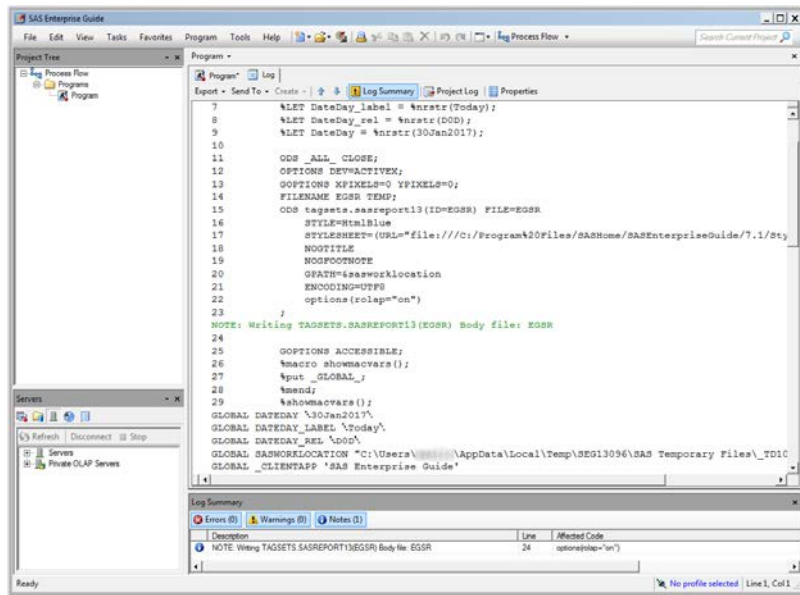 SAS Enterprise Guide
File Edit View Tasks Favorites Program Tools Help Process Flow Search Current Project
Project Tree
Process Flow
Programs
Program
Program
Program* Log
Export Send To Create Log Summary Project Log Properties
7 %LET DateDay_label = %nrstr(Today);
8 %LET DateDay_rel = %nrstr(D0D);
9 %LET DateDay = %nrstr(30Jan2017);
10
11 ODS _ALL_ CLOSE;
12 OPTIONS DEV=ACTIVEX;
13 GOPTIONS XPIXELS=0 YPIXELS=0;
14 FILENAME EGSR TEMP;
15 ODS tagsets.sasreport13(ID=EGSR) FILE=EGSR
16 STYLE=HtmlBlue
17 STYLESHEET=(URL="file:///C:/Program%20Files/SASHome/SASEnterpriseGuide/7.1/Sty
18 NOGTITLE
19 NOGFOOTNOTE
20 GPATH=&sasworklocation
21 ENCODING=UTF8
22 options(rolap="on")
23 ;
NOTE: Writing TAGSETS.SASREPORT13(EGSR) Body file: EGSR
24
25 GOPTIONS ACCESSIBLE;
26 %macro showmacvars();
27 %put _GLOBAL_;
28 %mend;
29 %showmacvars();
GLOBAL DATEDAY \30Jan2017\
GLOBAL DATEDAY_LABEL \Today\
GLOBAL DATEDAY_REL \D0D\
GLOBAL SASWORKLOCATION "C:\Users\ \AppData\Local\Temp\SEG13096\SAS Temporary Files\_TD10
GLOBAL _CLIENTAPP 'SAS Enterprise Guide'
Servers
Refresh Disconnect Stop
Servers
Private OLAP Servers
Log Summary
Errors (0) Warnings (0) Notes (1)
Description Line Affected Code
NOTE: Writing TAGSETS.SASREPORT13(EGSR) Body file: EGSR 24 options(rolap="on")
Ready No profile selected Line 1, Col 1